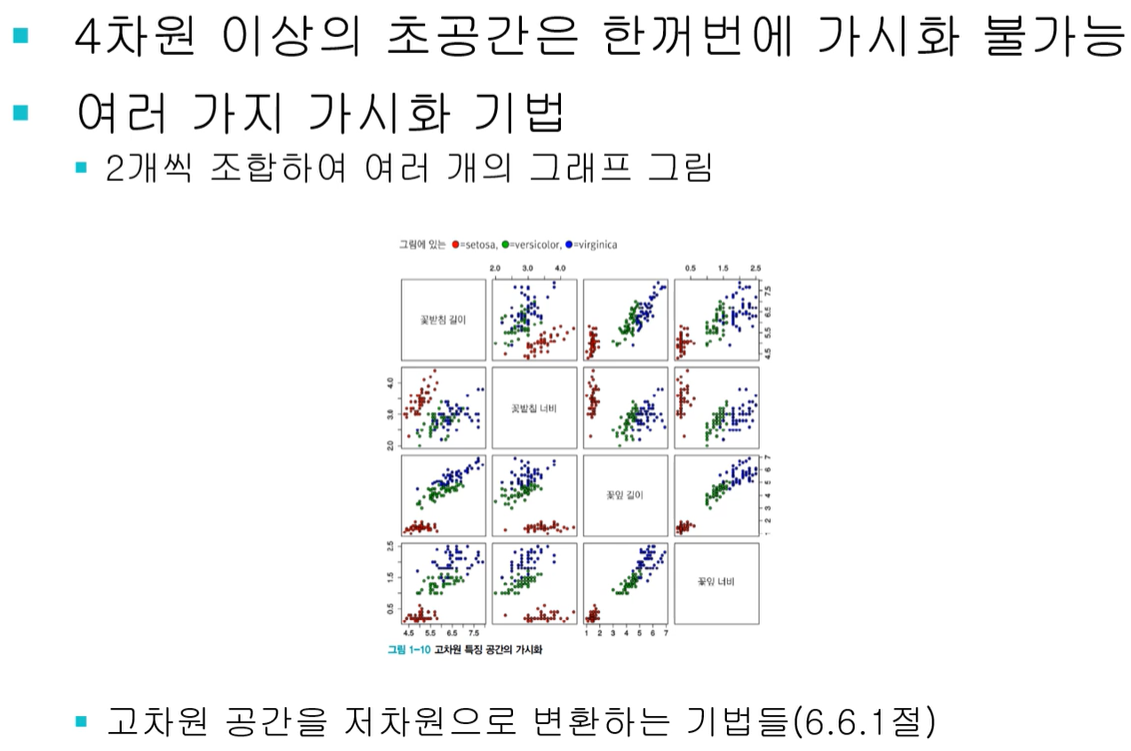 4차원 이상의 초공간은 한꺼번에 가시화 불가능
여러 가지 가시화 기법
2개씩 조합하여 여러 개의 그래프 그림
그림에 있는 ●=setosa, ●=versicolor, ●=virginica
2.0 3.0 4.0 0.5 1.5 2.5
꽃받침 길이
4.5 5.5 6.5 7.5
2.0 3.0 4.0
꽃받침 너비
꽃잎 길이
1 2 3 4 5 6 7
0.5 1.5 2.5
꽃잎 너비
4.5 5.5 6.5 7.5 1 2 3 4 5 6 7
그림 1-10 고차원 특징 공간의 가시화
고차원 공간을 저차원으로 변환하는 기법들(6.6.1절)